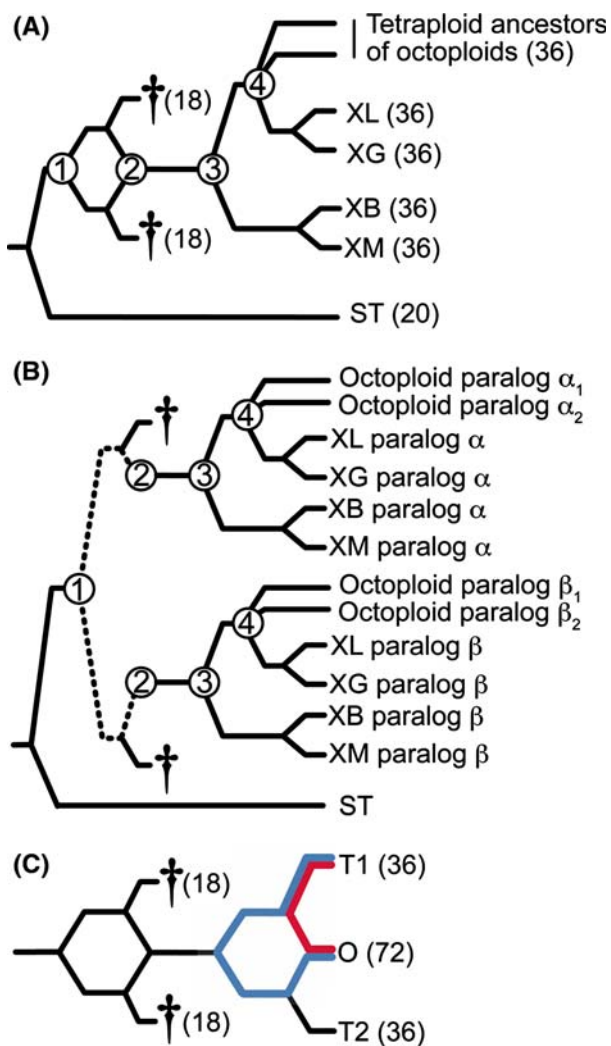 (A)
Tetraploid ancestors
of octoploids (36)
†(18)
4
XL (36)
1
2
3
XG (36)
†(18)
XB (36)
XM (36)
ST (20)
(B)
Octoploid paralog α1
†
4
Octoploid paralog α2
XL paralog α
2
3
XG paralog α
XB paralog α
XM paralog α
1
Octoploid paralog β1
4
Octoploid paralog β2
XL paralog β
2
3
XG paralog β
XB paralog β
†
XM paralog β
ST
(C)
†(18)
T1 (36)
O (72)
†(18)
T2 (36)